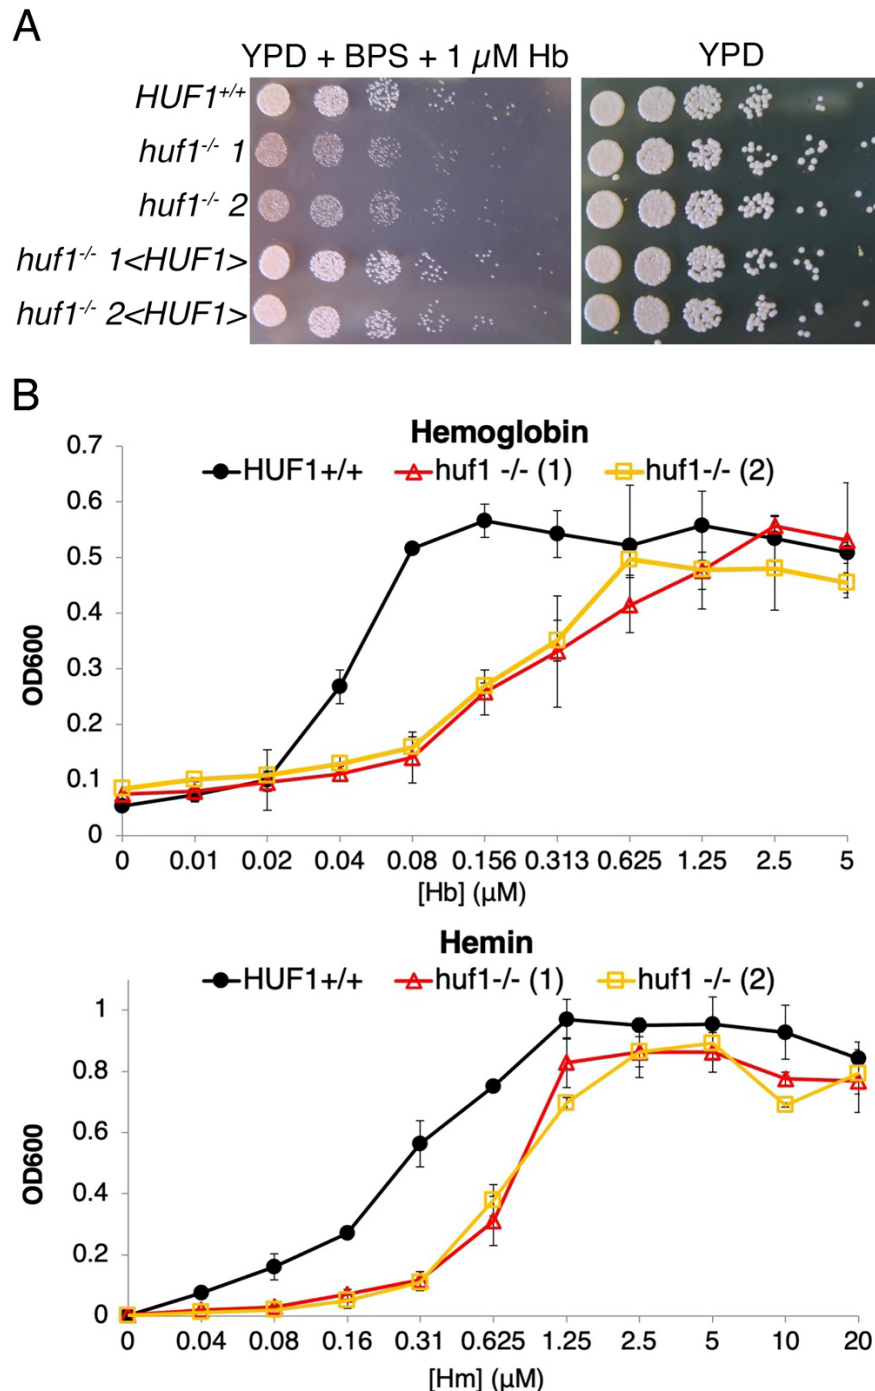 A
YPD + BPS + 1 µM Hb YPD
HUF1+/+
huf1-/- 1
huf1-/- 2
huf1-/- 1<HUF1>
huf1-/- 2<HUF1>
B
Hemoglobin
HUF1+/+ huf1 -/- (1) huf1-/- (2)
0.7
0.6
0.5
0.4
0.3
0.2
0.1
0
OD600
0 0.01 0.02 0.04 0.08 0.156 0.313 0.625 1.25 2.5 5
[Hb] (µM)
Hemin
HUF1+/+ huf1-/- (1) huf1 -/- (2)
1
0.8
0.6
0.4
0.2
0
OD600
0 0.04 0.08 0.16 0.31 0.625 1.25 2.5 5 10 20
[Hm] (µM)